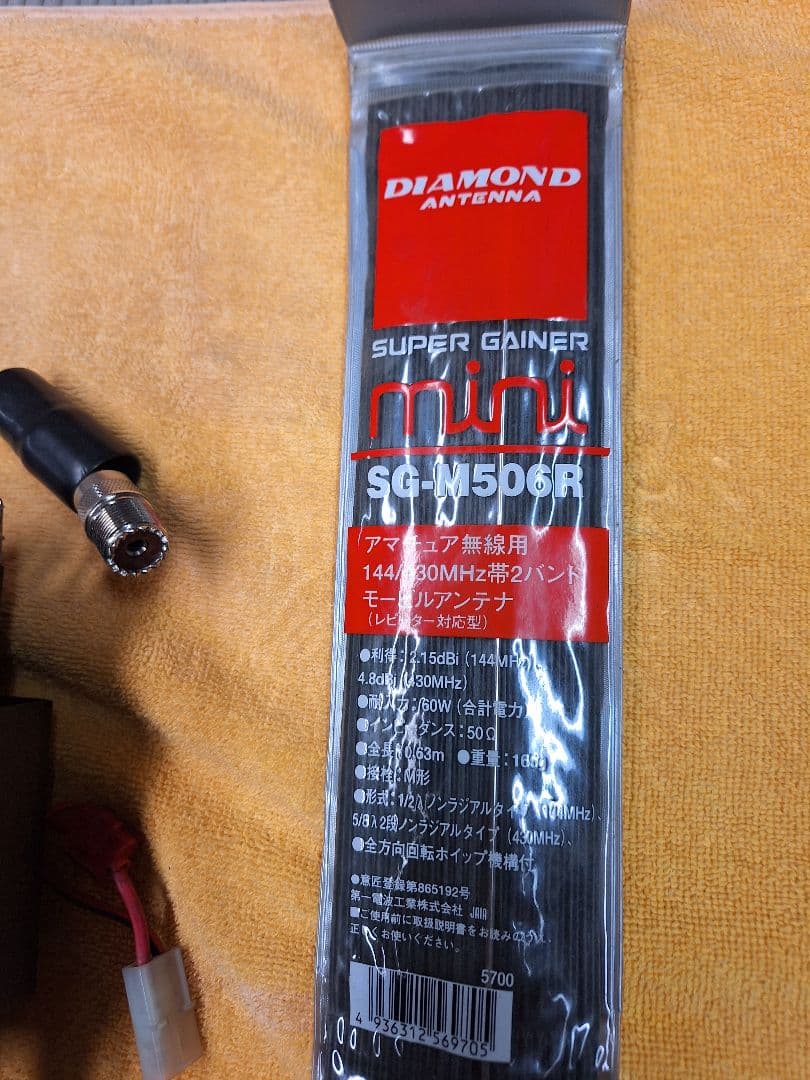 DIAMOND
ANTENNA
SUPER GAINER
mini
SG-M506R
アマチュア無線用
144/430MHz帯2バンド
モービルアンテナ
(レピーター対応型)
●利得:2.15dBi (144MHz)
4.8dBi (430MHz)
●耐入力:60W (合計電力)
●インピーダンス:50Ω
●全長:0.63m ●重量:
●接栓:M形
●形式:1/2λノンラジアルタイプ (144MHz)、
5/8λ2段ノンラジアルタイプ (430MHz)、
●全方向回転ホイップ機構付
●意匠登録第865192号
第一電波工業株式会社 JAIA
■ご使用前に取扱説明書をお読みのうえ、
正しくお使いください。
5700
4 936312 569705